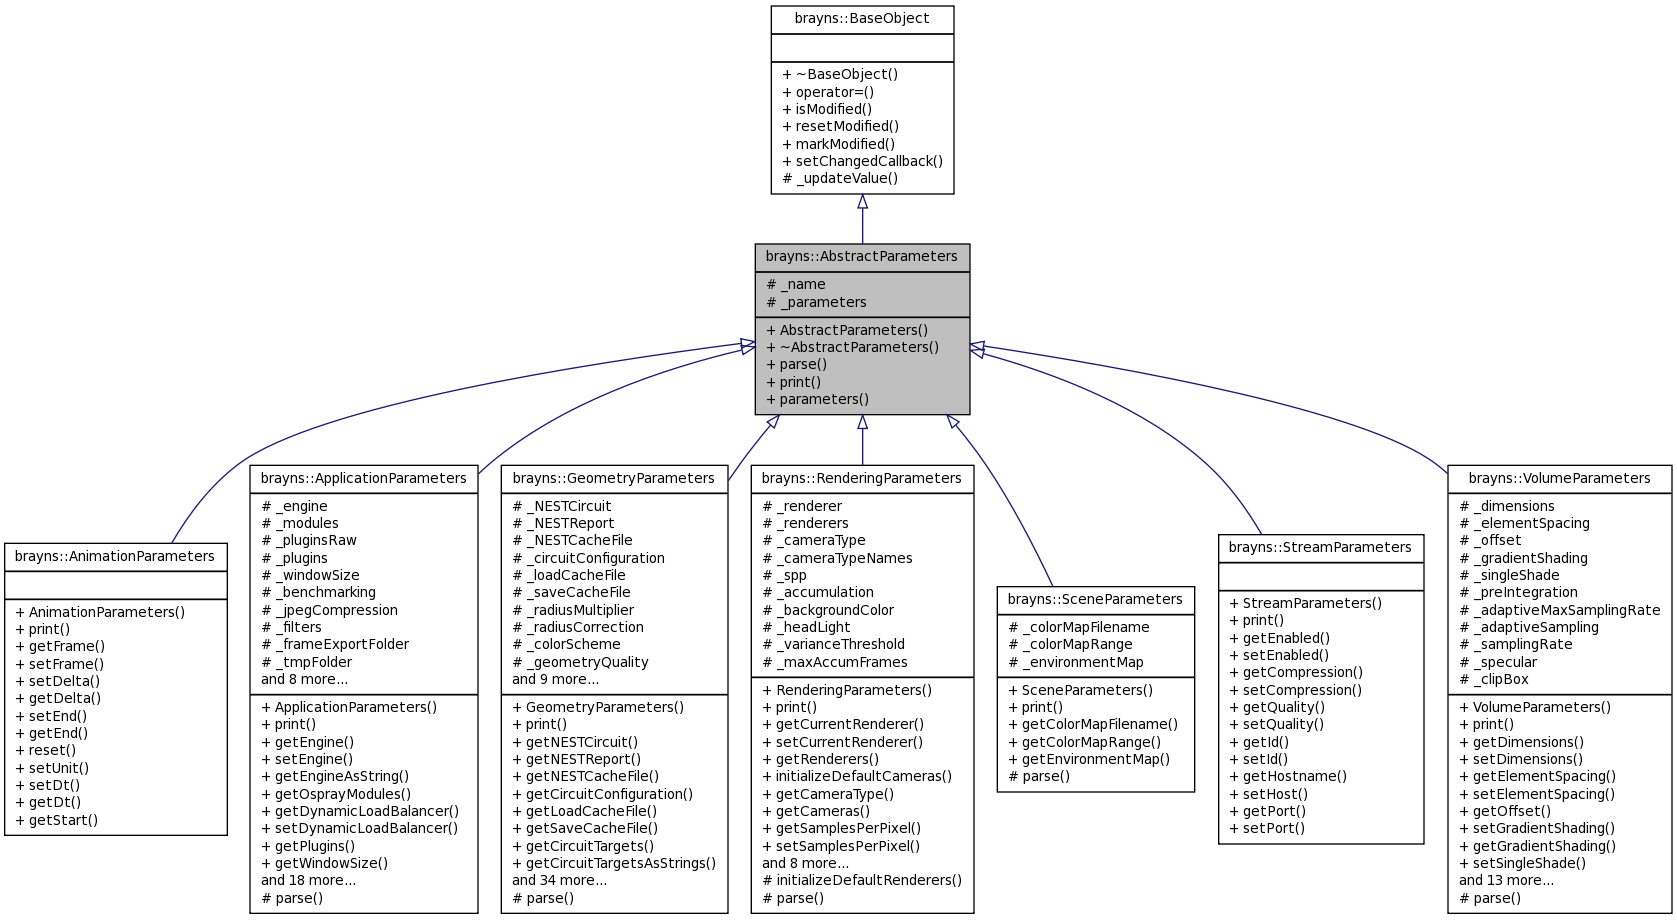 brayns::BaseObject
+ ~BaseObject()
+ operator=()
+ isModified()
+ resetModified()
+ markModified()
+ setChangedCallback()
# _updateValue()
brayns::AbstractParameters
# _name
# _parameters
+ AbstractParameters()
+ ~AbstractParameters()
+ parse()
+ print()
+ parameters()
brayns::AnimationParameters
+ AnimationParameters()
+ print()
+ getFrame()
+ setFrame()
+ setDelta()
+ getDelta()
+ setEnd()
+ getEnd()
+ reset()
+ setUnit()
+ setDt()
+ getDt()
+ getStart()
brayns::ApplicationParameters
# _engine
# _modules
# _pluginsRaw
# _plugins
# _windowSize
# _benchmarking
# _jpegCompression
# _filters
# _frameExportFolder
# _tmpFolder
and 8 more...
+ ApplicationParameters()
+ print()
+ getEngine()
+ setEngine()
+ getEngineAsString()
+ getOsprayModules()
+ getDynamicLoadBalancer()
+ setDynamicLoadBalancer()
+ getPlugins()
+ getWindowSize()
and 18 more...
# parse()
brayns::GeometryParameters
# _NESTCircuit
# _NESTReport
# _NESTCacheFile
# _circuitConfiguration
# _loadCacheFile
# _saveCacheFile
# _radiusMultiplier
# _radiusCorrection
# _colorScheme
# _geometryQuality
and 9 more...
+ GeometryParameters()
+ print()
+ getNESTCircuit()
+ getNESTReport()
+ getNESTCacheFile()
+ getCircuitConfiguration()
+ getLoadCacheFile()
+ getSaveCacheFile()
+ getCircuitTargets()
+ getCircuitTargetsAsStrings()
and 34 more...
# parse()
brayns::RenderingParameters
# _renderer
# _renderers
# _cameraType
# _cameraTypeNames
# _spp
# _accumulation
# _backgroundColor
# _headLight
# _varianceThreshold
# _maxAccumFrames
+ RenderingParameters()
+ print()
+ getCurrentRenderer()
+ setCurrentRenderer()
+ getRenderers()
+ initializeDefaultCameras()
+ getCameraType()
+ getCameras()
+ getSamplesPerPixel()
+ setSamplesPerPixel()
and 8 more...
# initializeDefaultRenderers()
# parse()
brayns::SceneParameters
# _colorMapFilename
# _colorMapRange
# _environmentMap
+ SceneParameters()
+ print()
+ getColorMapFilename()
+ getColorMapRange()
+ getEnvironmentMap()
# parse()
brayns::StreamParameters
+ StreamParameters()
+ print()
+ getEnabled()
+ setEnabled()
+ getCompression()
+ setCompression()
+ getQuality()
+ setQuality()
+ getId()
+ setId()
+ getHostname()
+ setHost()
+ getPort()
+ setPort()
brayns::VolumeParameters
# _dimensions
# _elementSpacing
# _offset
# _gradientShading
# _singleShade
# _preIntegration
# _adaptiveMaxSamplingRate
# _adaptiveSampling
# _samplingRate
# _specular
# _clipBox
+ VolumeParameters()
+ print()
+ getDimensions()
+ setDimensions()
+ getElementSpacing()
+ setElementSpacing()
+ getOffset()
+ setGradientShading()
+ getGradientShading()
+ setSingleShade()
and 13 more...
# parse()